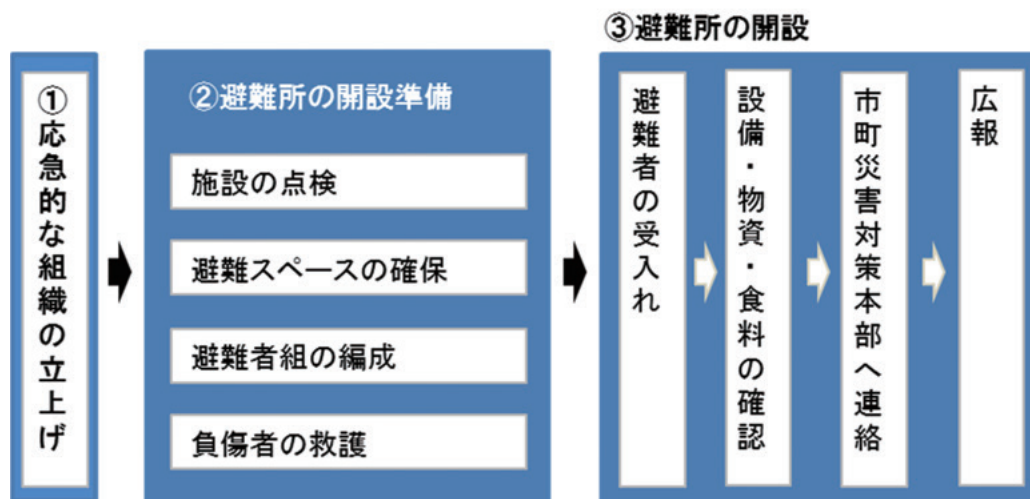 ①応急的な組織の立上げ
②避難所の開設準備
施設の点検
避難スペースの確保
避難者組の編成
負傷者の救護
③避難所の開設
避難者の受入れ
設備・物資・食料の確認
市町災害対策本部へ連絡
広報